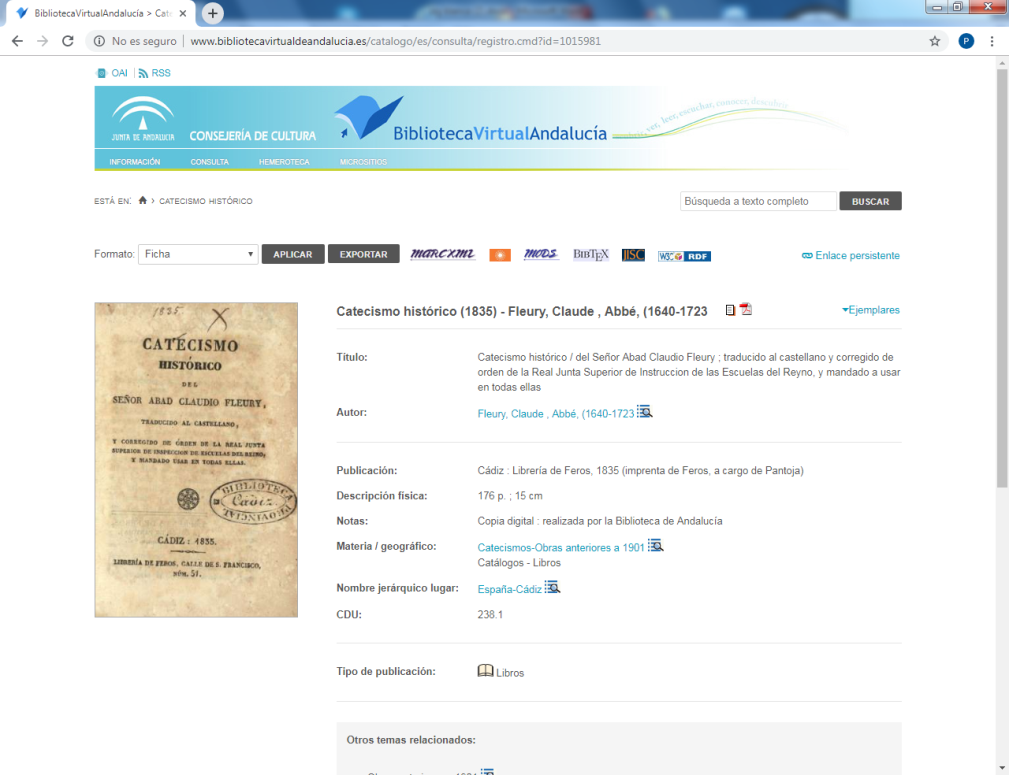 BibliotecaVirtualAndalucía > Cat
No es seguro | www.bibliotecavirtualdeandalucia.es/catalogo/es/consulta/registro.cmd?id=1015981
P
OAI | RSS
JUNTA DE ANDALUCIA CONSEJERÍA DE CULTURA BibliotecaVirtualAndalucía ver, leer, escuchar, conocer, descubrir
INFORMACIÓN CONSULTA HEMEROTECA MICROSITIOS
ESTÁ EN: > CATECISMO HISTÓRICO
Búsqueda a texto completo BUSCAR
Formato: Ficha APLICAR EXPORTAR MARCXML MODS BIBTEX JISC W3C RDF Enlace persistente
Catecismo histórico (1835) - Fleury, Claude , Abbé, (1640-1723 Ejemplares
Título: Catecismo histórico / del Señor Abad Claudio Fleury ; traducido al castellano y corregido de
orden de la Real Junta Superior de Instruccion de las Escuelas del Reyno, y mandado a usar
en todas ellas
Autor: Fleury, Claude , Abbé, (1640-1723
Publicación: Cádiz : Librería de Feros, 1835 (imprenta de Feros, a cargo de Pantoja)
Descripción física: 176 p. ; 15 cm
Notas: Copia digital : realizada por la Biblioteca de Andalucía
Materia / geográfico: Catecismos-Obras anteriores a 1901
Catálogos - Libros
Nombre jerárquico lugar: España-Cádiz
CDU: 238.1
Tipo de publicación: Libros
Otros temas relacionados:
1835.
CATECISMO
HISTÓRICO
DEL
SEÑOR ABAD CLAUDIO FLEURY,
TRADUCIDO AL CASTELLANO,
Y CORREGIDO DE ÓRDEN DE LA REAL JUNTA
SUPERIOR DE INSPECCION DE ESCUELAS DEL REINO;
Y MANDADO USAR EN TODAS ELLAS.
BIBLIOTECA
Cadiz
PROVINCIAL
CÁDIZ : 1835.
LIBRERÍA DE FEROS, CALLE DE S. FRANCISCO,
NÚM. 51.